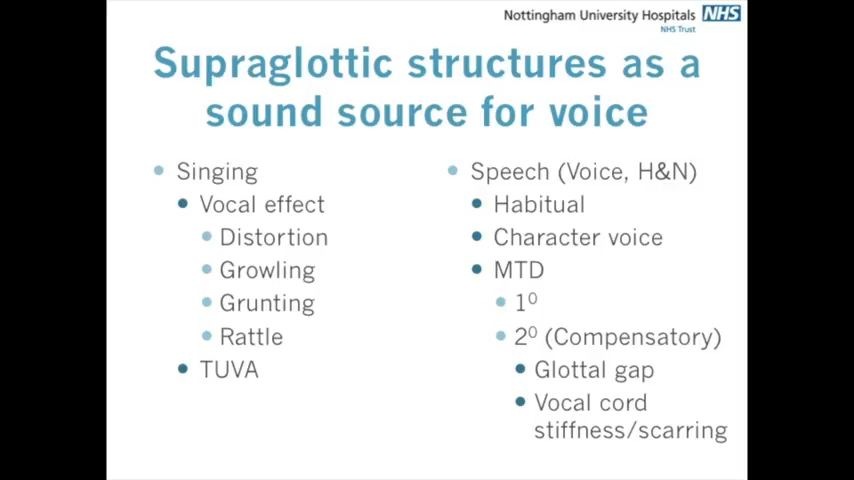 Nottingham University Hospitals NHS
NHS Trust
Supraglottic structures as a
sound source for voice
Singing
Vocal effect
Distortion
Growling
Grunting
Rattle
TUVA
Speech (Voice, H&N)
Habitual
Character voice
MTD
1⁰
2⁰ (Compensatory)
Glottal gap
Vocal cord
stiffness/scarring